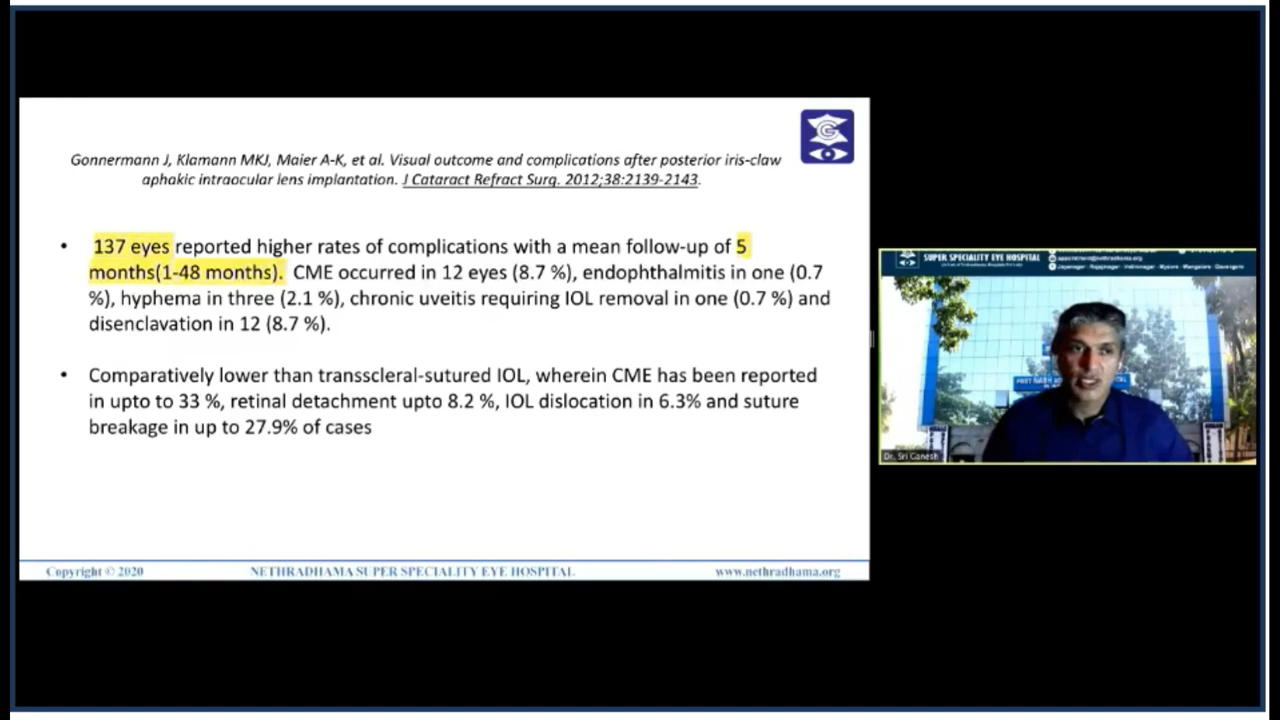 Gonnermann J, Klamann MKJ, Maier A-K, et al. Visual outcome and complications after posterior iris-claw
aphakic intraocular lens implantation. J Cataract Refract Surg. 2012;38:2139-2143.
• 137 eyes reported higher rates of complications with a mean follow-up of 5
months(1-48 months). CME occurred in 12 eyes (8.7 %), endophthalmitis in one (0.7
%), hyphema in three (2.1 %), chronic uveitis requiring IOL removal in one (0.7 %) and
disenclavation in 12 (8.7 %).
• Comparatively lower than transscleral-sutured IOL, wherein CME has been reported
in upto to 33 %, retinal detachment upto 8.2 %, IOL dislocation in 6.3% and suture
breakage in up to 27.9% of cases
Copyright © 2020 NETHRADHAMA SUPER SPECIALITY EYE HOSPITAL www.nethradhama.org
SUPER SPECIALITY EYE HOSPITAL
Dr. Sri Ganesh